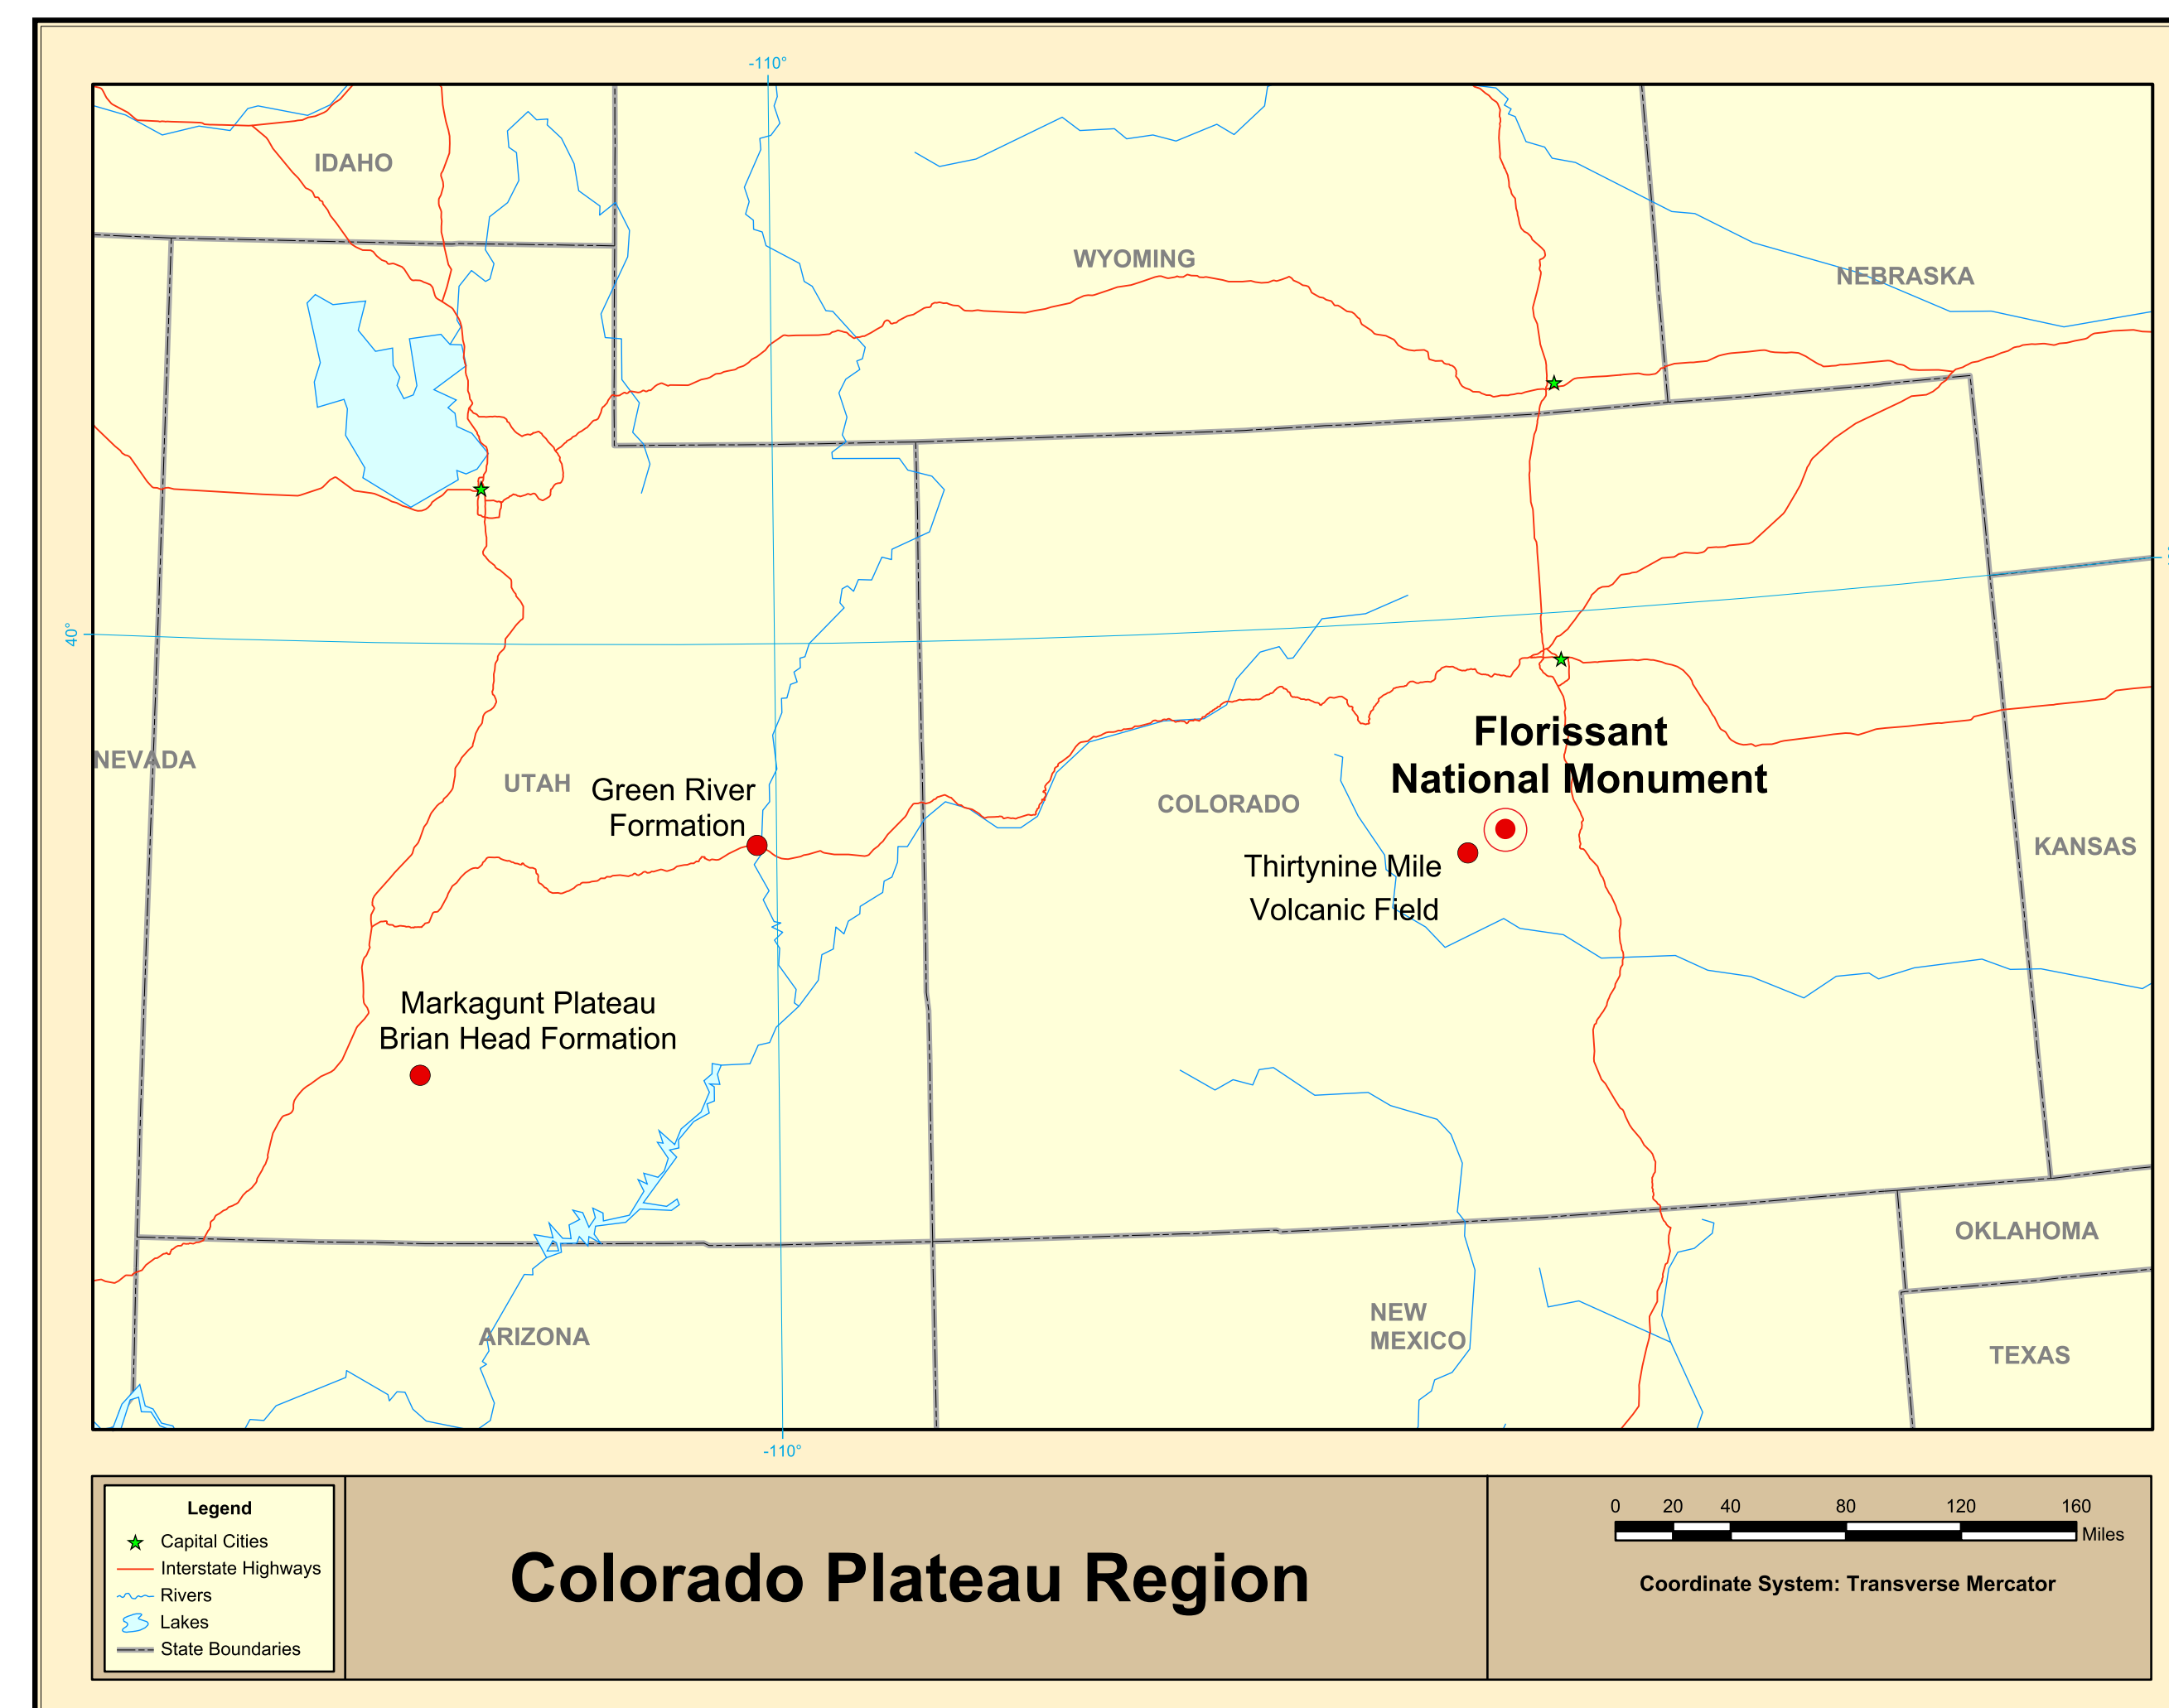 -110°
IDAHO
WYOMING
NEBRASKA
40°
Florissant
National Monument
NEVADA
UTAH
Green River
Formation
COLORADO
KANSAS
Thirtynine Mile
Volcanic Field
Markagunt Plateau
Brian Head Formation
OKLAHOMA
NEW
MEXICO
ARIZONA
TEXAS
-110°
Legend
Capital Cities
Interstate Highways
Rivers
Lakes
State Boundaries
Colorado Plateau Region
0 20 40 80 120 160
Miles
Coordinate System: Transverse Mercator